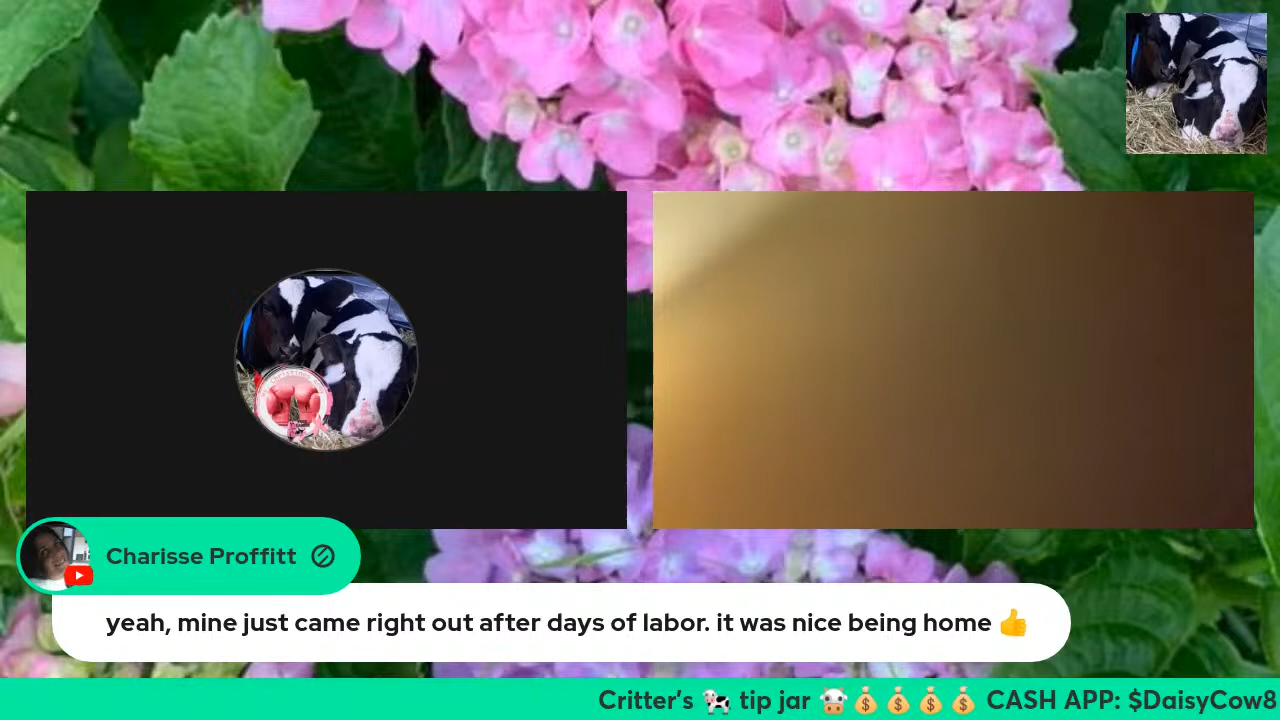 Charisse Proffitt
yeah, mine just came right out after days of labor. it was nice being home 👍
Critter's 🐄 tip jar 🐮💰💰💰💰 CASH APP: $DaisyCow8